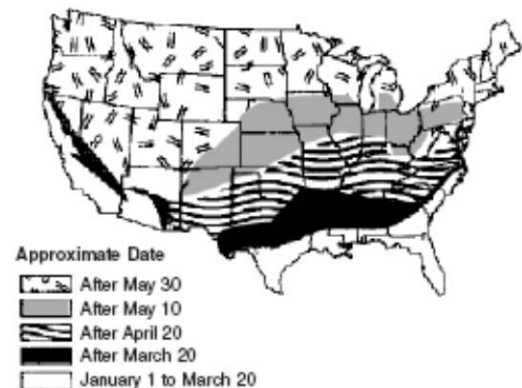 Approximate Date
After May 30
After May 10
After April 20
After March 20
January 1 to March 20